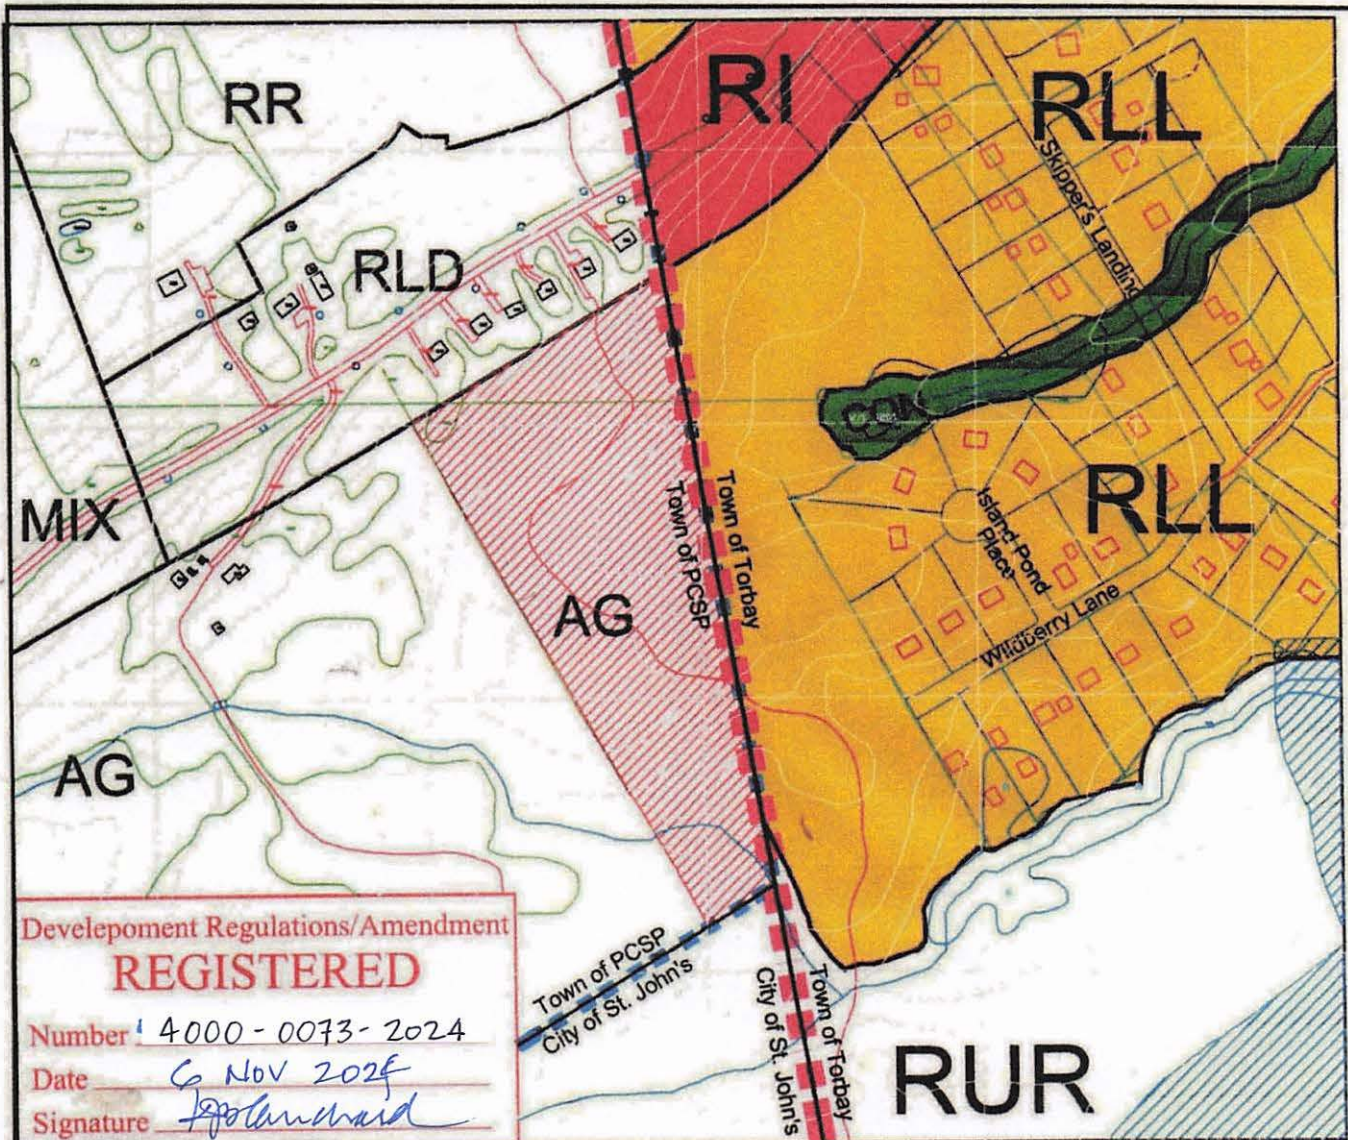 RR
RI
RLL
Skipper's Landing
RLD
MIX
RLL
Island Pond
Place
Wildberry Lane
Town of Torbay
Town of PCSP
AG
AG
Town of PCSP
City of St. John's
Town of Torbay
City of St. John's
RUR
Develepoment Regulations/Amendment
REGISTERED
Number 4000-0073-2024
Date 6 NOV 2024
Signature